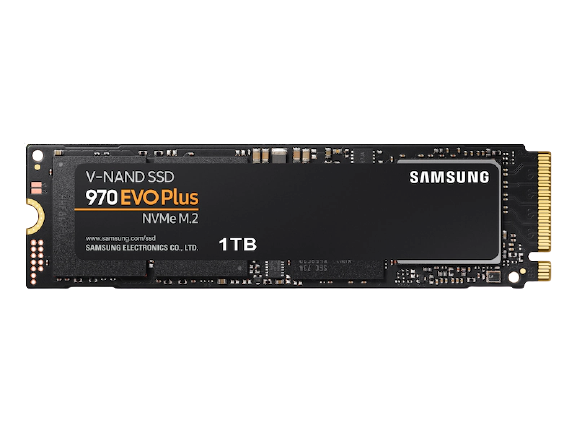 V-NAND SSD
970 EVO Plus
NVMe M.2
SAMSUNG
www.samsung.com/ssd
SAMSUNG ELECTRONICS CO., LTD.
1TB